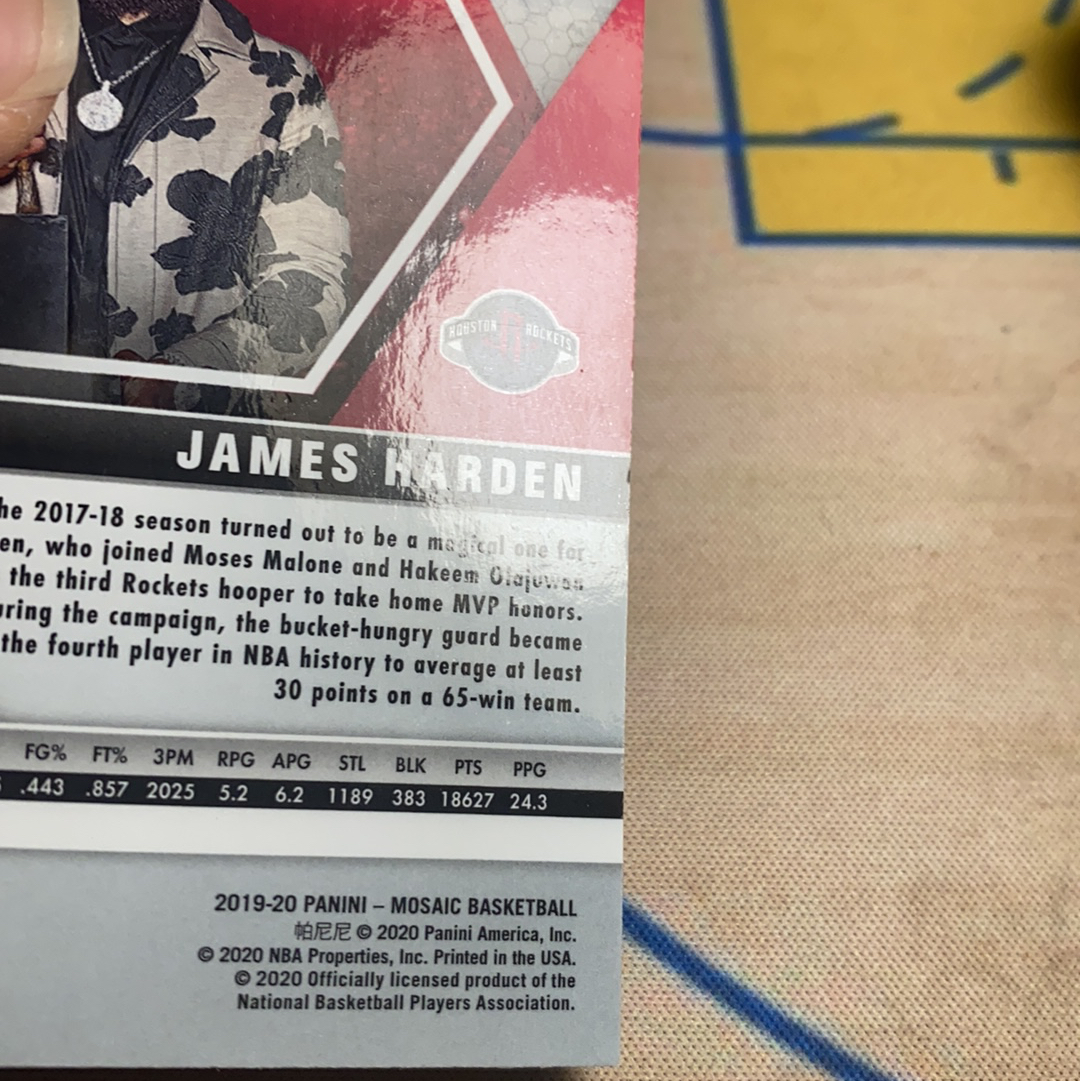 HOUSTON ROCKETS
JAMES HARDEN
he 2017-18 season turned out to be a magical one for
en, who joined Moses Malone and Hakeem Olajuwon
the third Rockets hooper to take home MVP honors.
uring the campaign, the bucket-hungry guard became
the fourth player in NBA history to average at least
30 points on a 65-win team.
FG% FT% 3PM RPG APG STL BLK PTS PPG
.443 .857 2025 5.2 6.2 1189 383 18627 24.3
2019-20 PANINI – MOSAIC BASKETBALL
帕尼尼 © 2020 Panini America, Inc.
© 2020 NBA Properties, Inc. Printed in the USA.
© 2020 Officially licensed product of the
National Basketball Players Association.